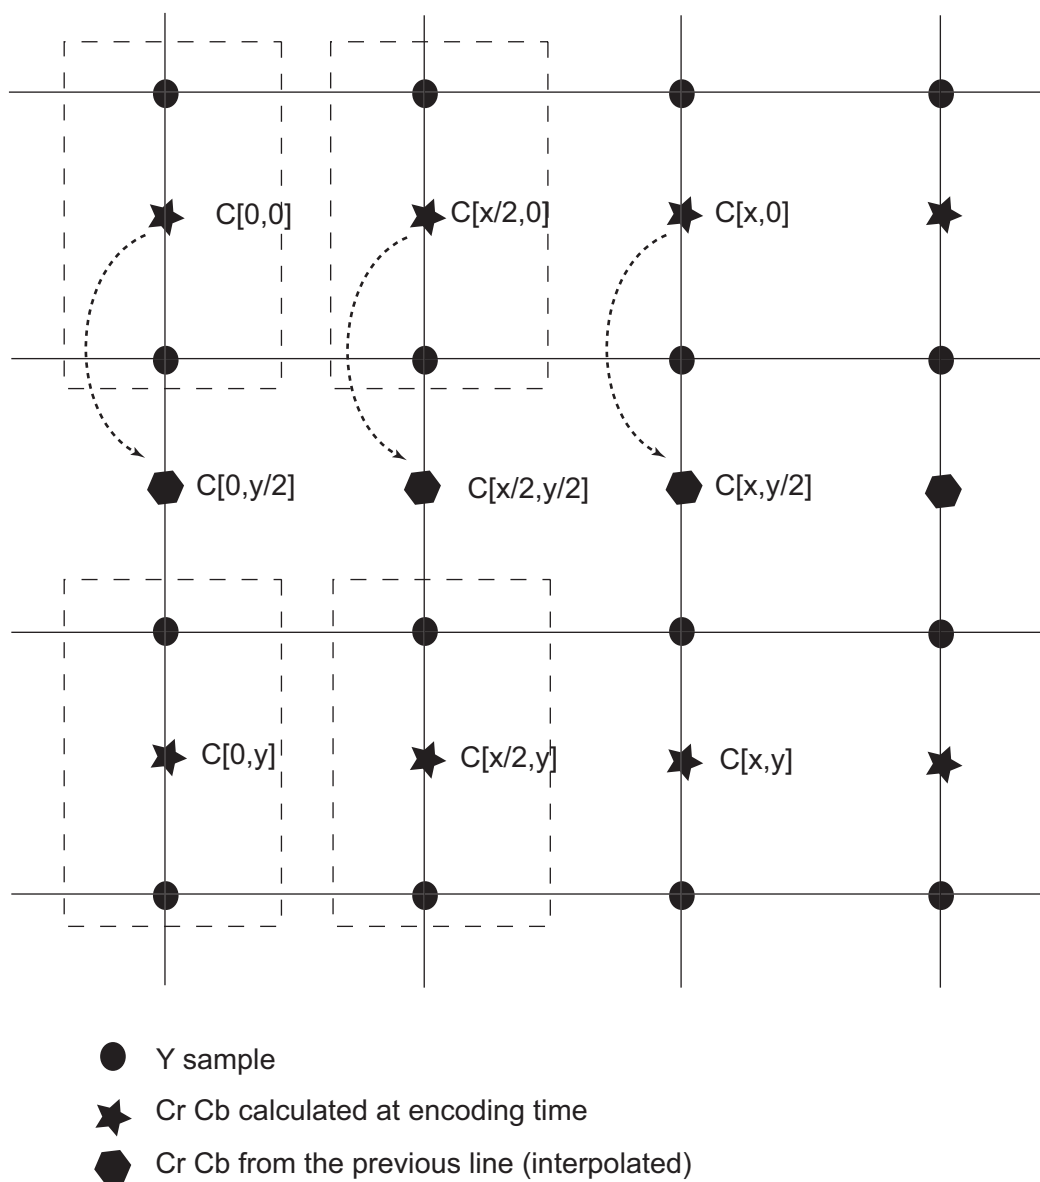 C[0,0] C[x/2,0] C[x,0]
C[0,y/2] C[x/2,y/2] C[x,y/2]
C[0,y] C[x/2,y] C[x,y]
Y sample
Cr Cb calculated at encoding time
Cr Cb from the previous line (interpolated)